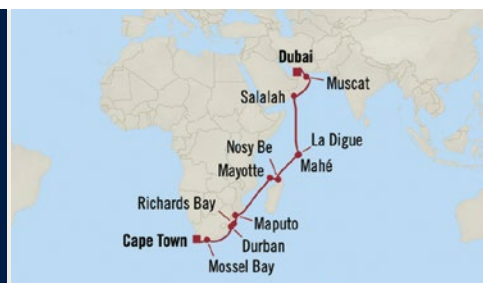 Dubai
Muscat
Salalah
La Digue
Nosy Be
Mahé
Mayotte
Richards Bay
Maputo
Cape Town
Durban
Mossel Bay